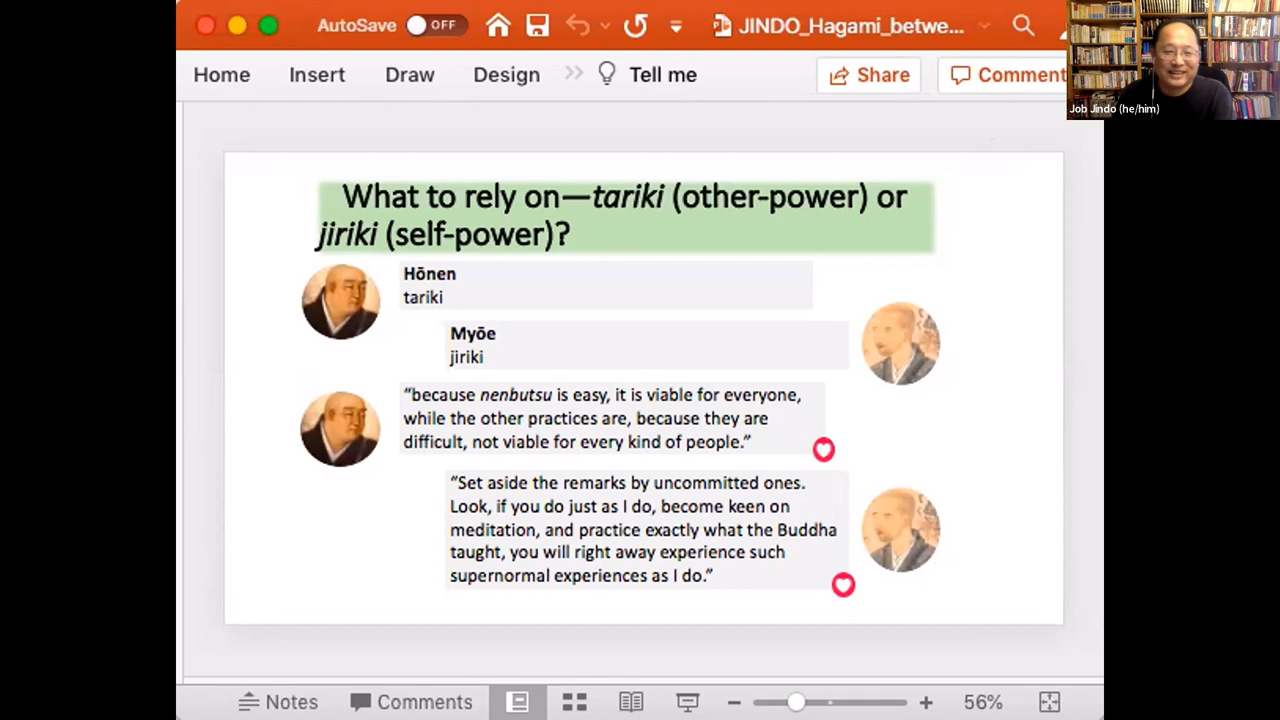 AutoSave OFF JINDO_Hagami_betwe...
Home Insert Draw Design Tell me Share Comment
Job Jindo (he/him)
What to rely on—tariki (other-power) or
jiriki (self-power)?
Hōnen
tariki
Myōe
jiriki
“because nenbutsu is easy, it is viable for everyone,
while the other practices are, because they are
difficult, not viable for every kind of people.”
“Set aside the remarks by uncommitted ones.
Look, if you do just as I do, become keen on
meditation, and practice exactly what the Buddha
taught, you will right away experience such
supernormal experiences as I do.”
Notes Comments 56%